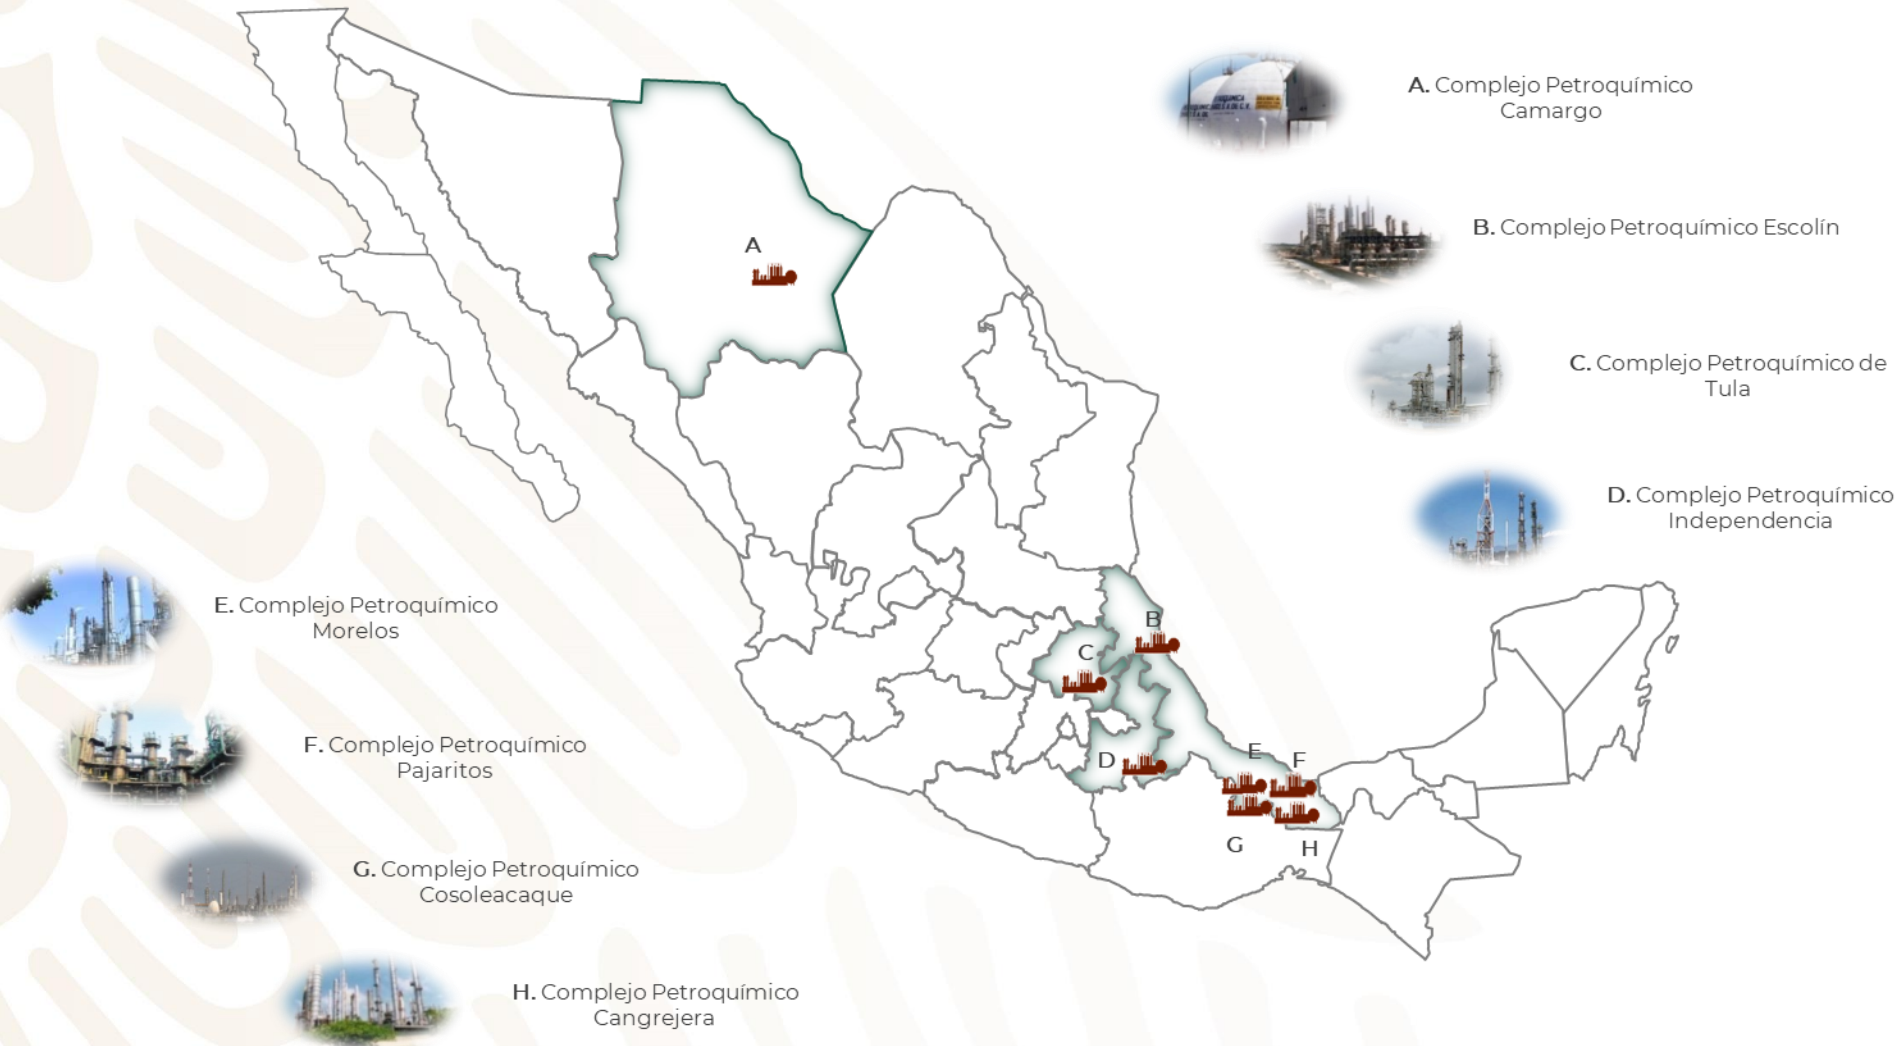 A. Complejo Petroquímico
Camargo
B. Complejo Petroquímico Escolín
C. Complejo Petroquímico de
Tula
D. Complejo Petroquímico
Independencia
E. Complejo Petroquímico
Morelos
F. Complejo Petroquímico
Pajaritos
G. Complejo Petroquímico
Cosoleacaque
H. Complejo Petroquímico
Cangrejera
A
B
C
D
E
F
G
H